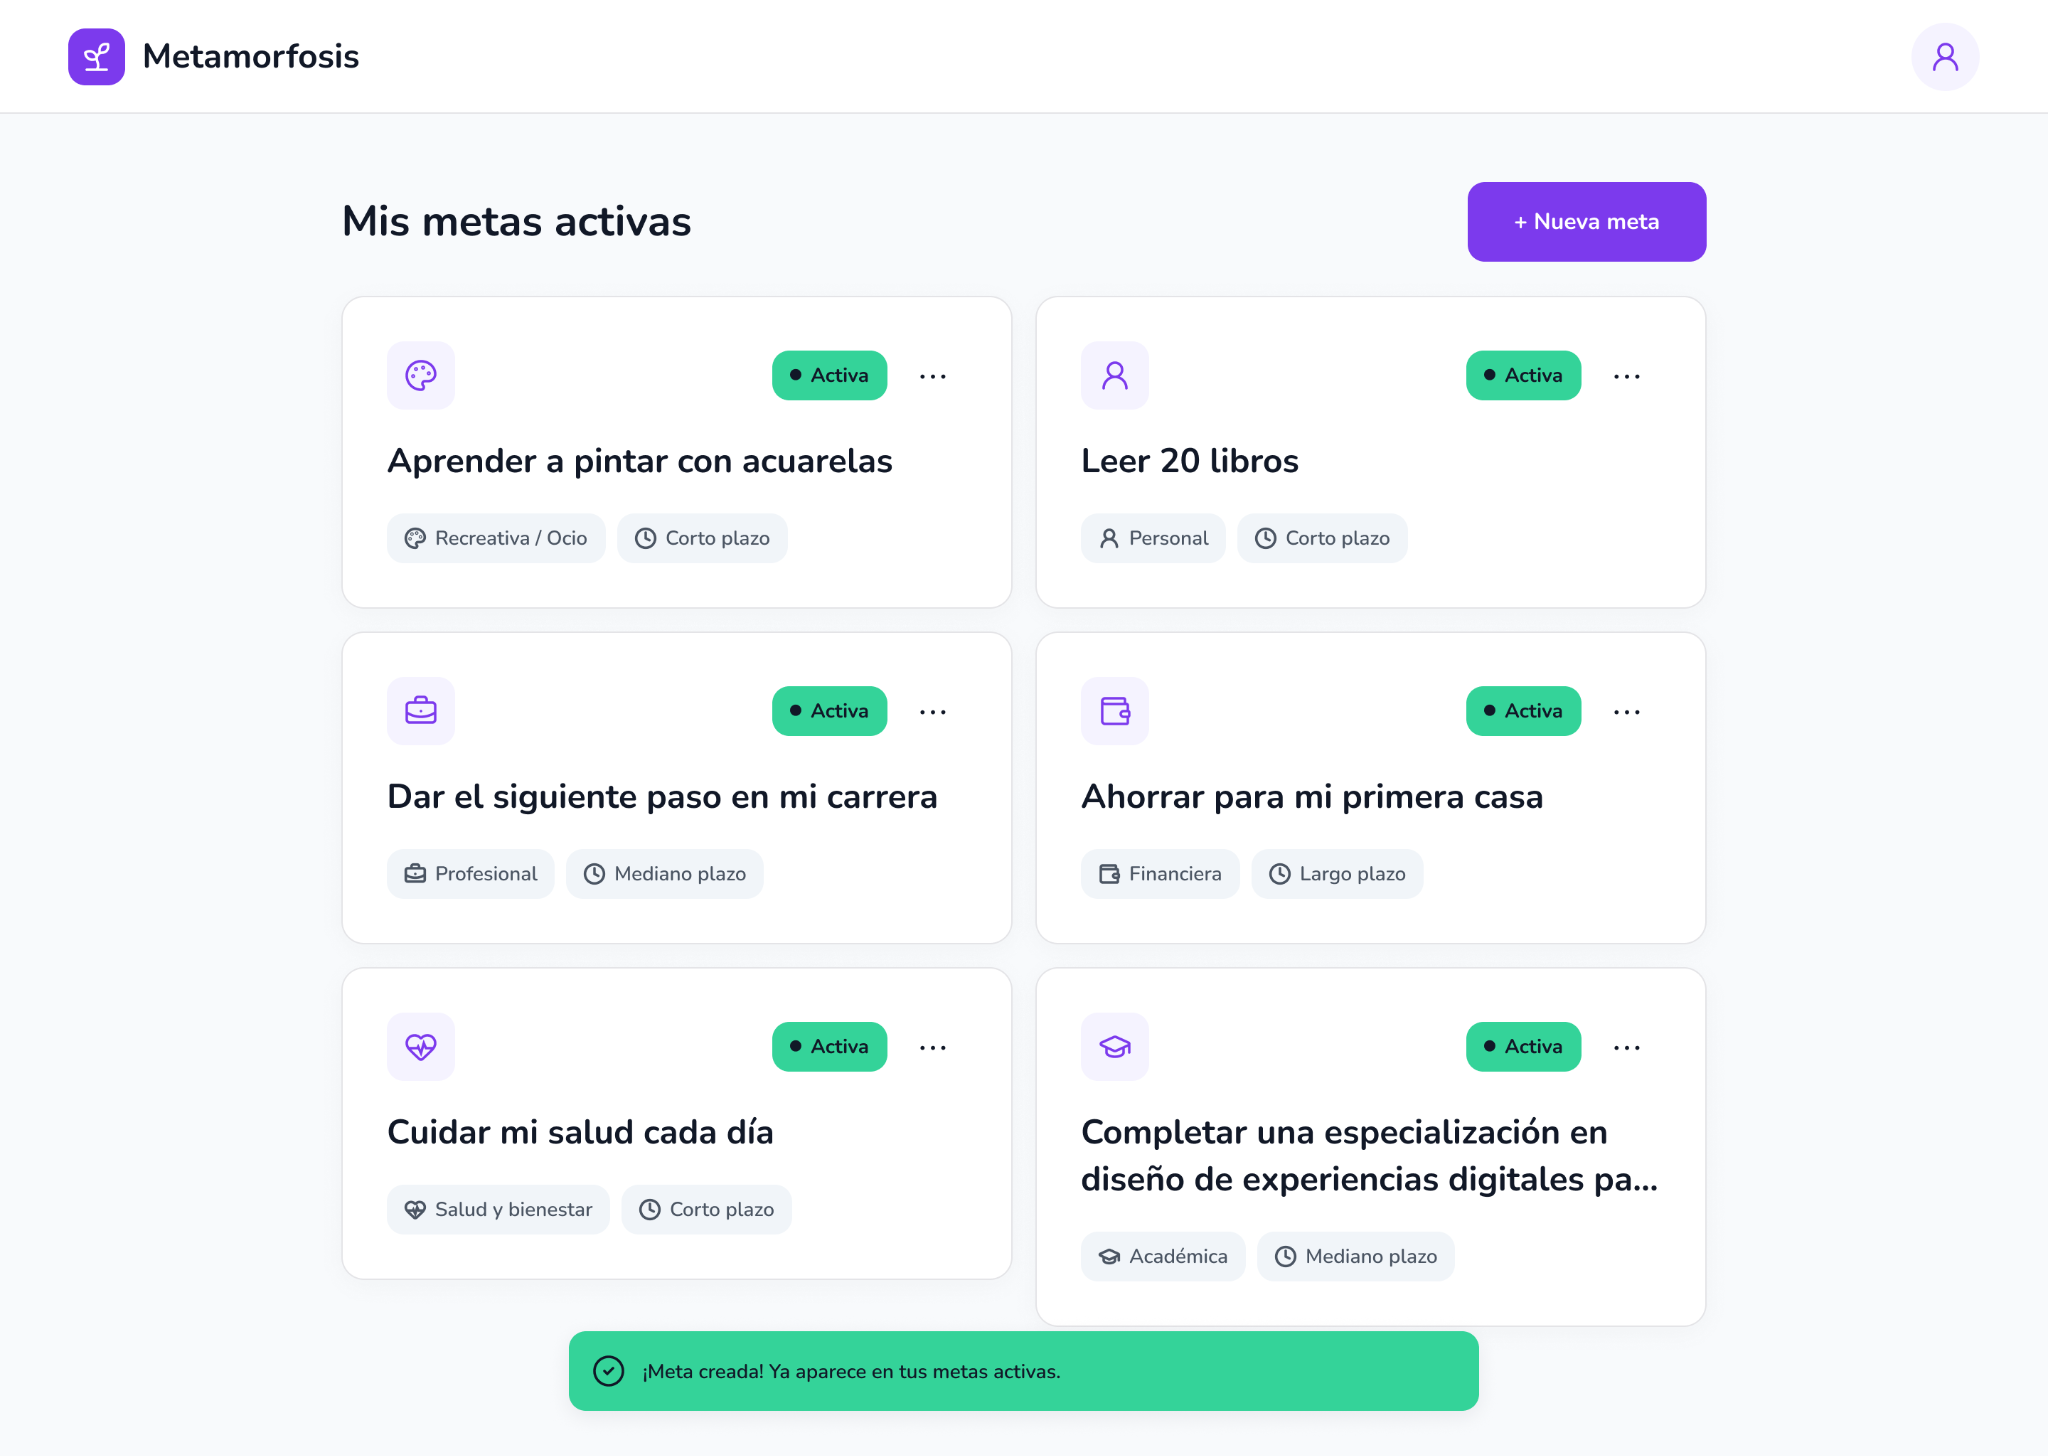 Metamorfosis
Mis metas activas
+ Nueva meta
Activa
Aprender a pintar con acuarelas
Recreativa / Ocio
Corto plazo
Activa
Leer 20 libros
Personal
Corto plazo
Activa
Dar el siguiente paso en mi carrera
Profesional
Mediano plazo
Activa
Ahorrar para mi primera casa
Financiera
Largo plazo
Activa
Cuidar mi salud cada día
Salud y bienestar
Corto plazo
Activa
Completar una especialización en
diseño de experiencias digitales pa...
Académica
Mediano plazo
¡Meta creada! Ya aparece en tus metas activas.